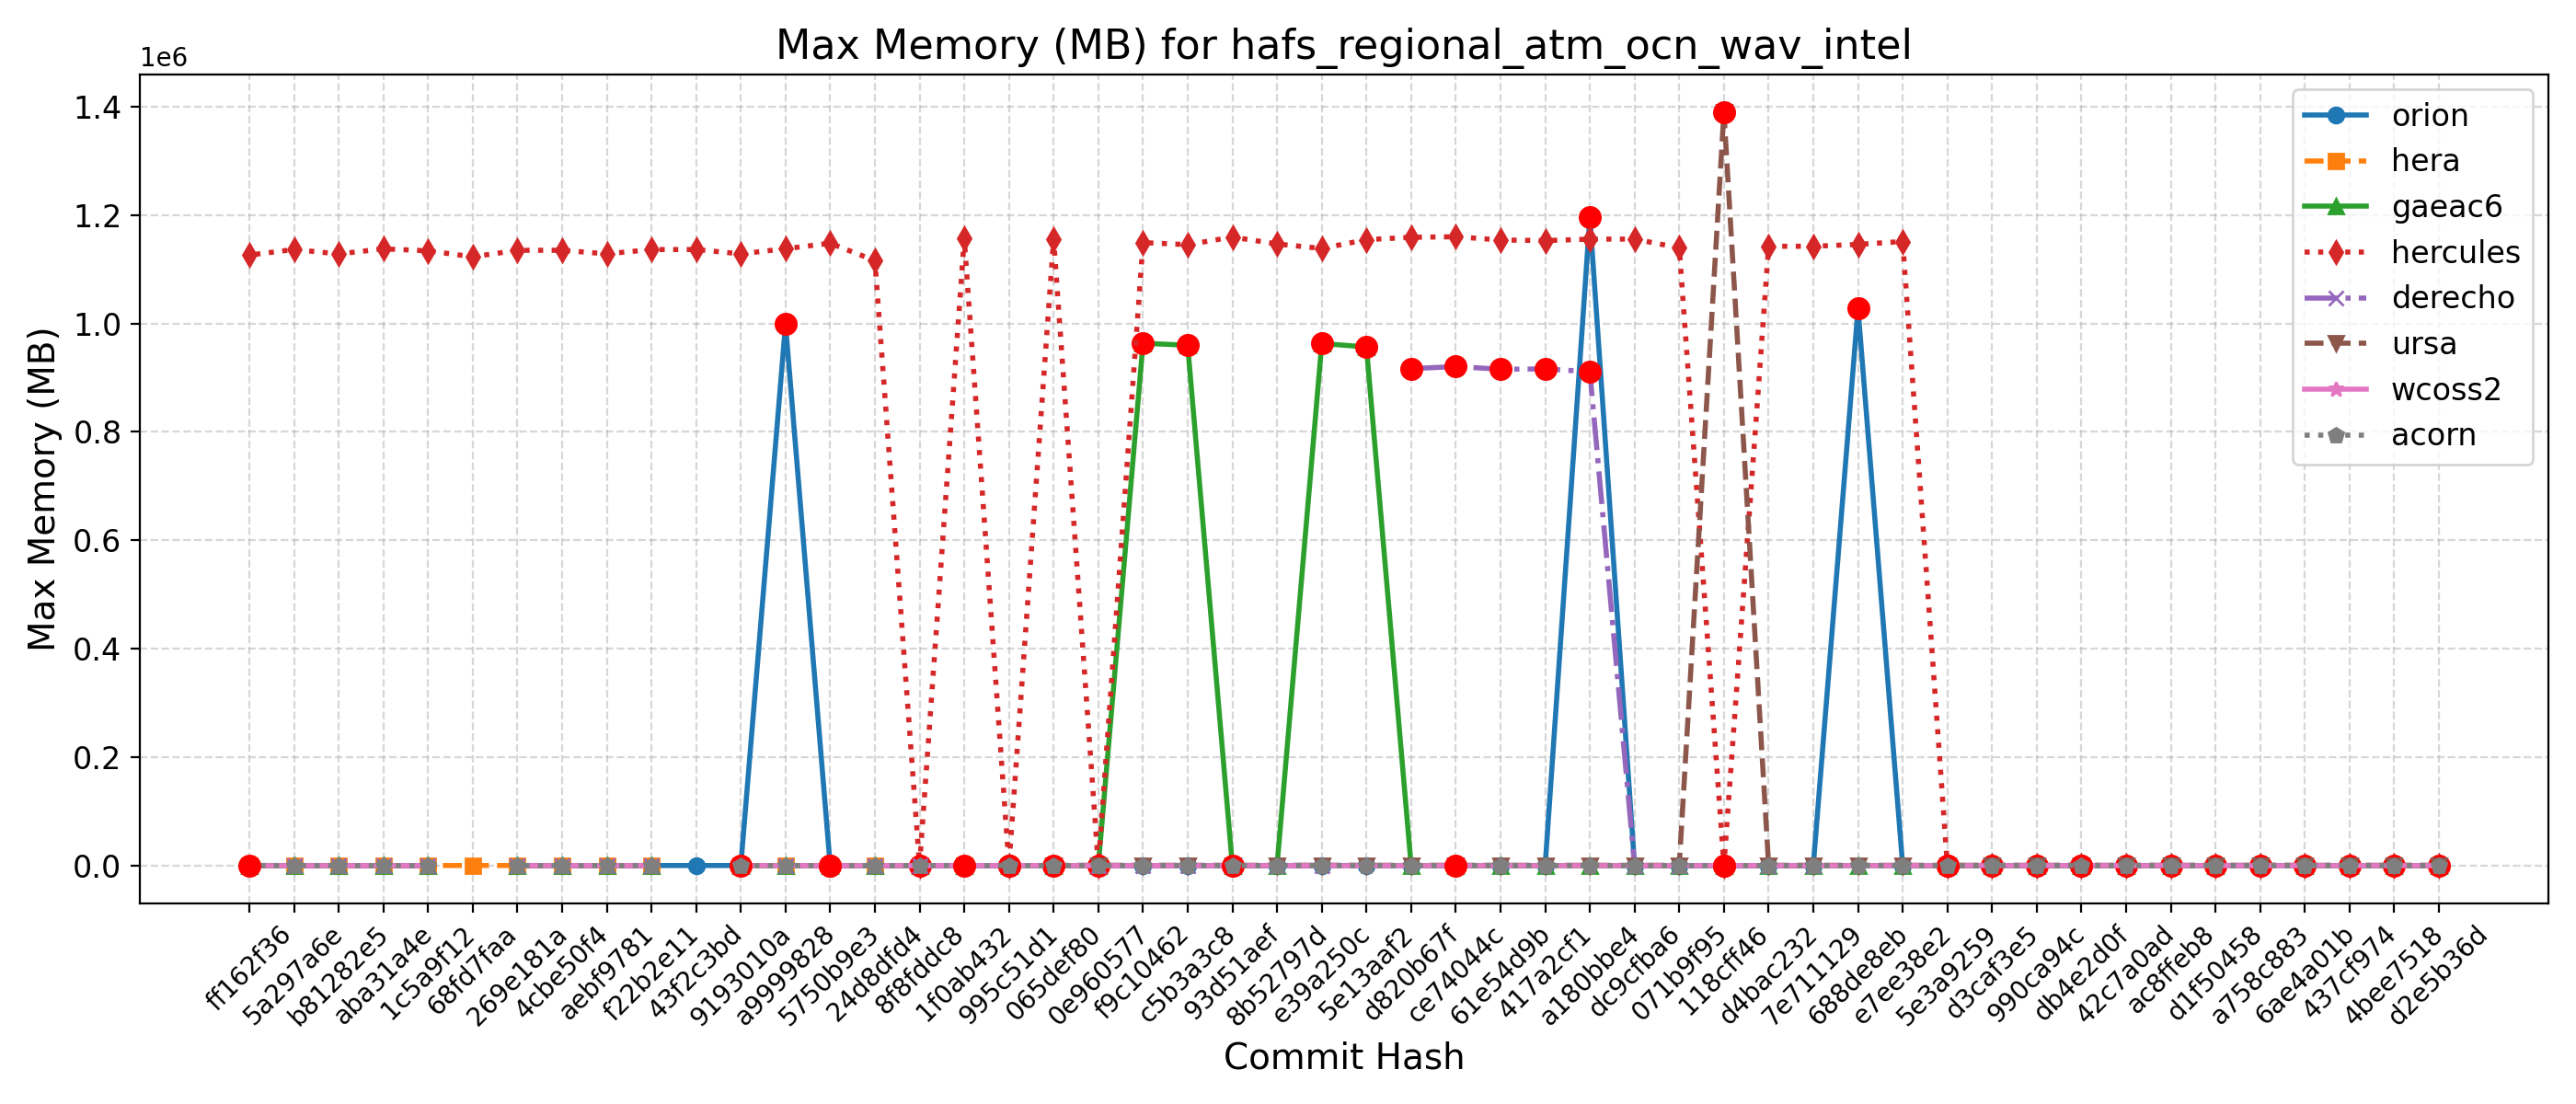 Max Memory (MB) for hafs_regional_atm_ocn_wav_intel
1e6
1.4
1.2
1.0
0.8
0.6
0.4
0.2
0.0
Max Memory (MB)
orion
hera
gaeac6
hercules
derecho
ursa
wcoss2
acorn
ff162f36
5a297a6e
b81282e5
aba31a4e
1c5a9f12
68fd7faa
269e181a
4cbe50f4
aebf9781
f22b2e11
43f2c3bd
9193010a
a9999828
5750b9e3
24d8dfd4
8f8fddc8
1f0ab432
995c51d1
065def80
0e960577
f9c10462
c5b3a3c8
93d51aef
8b52797d
e39a250c
5e13aaf2
d820b67f
ce74044c
61e54d9b
417a2cf1
a180bbe4
dc9cfba6
071b9f95
118cff46
d4bac232
7e711129
688de8eb
e7ee38e2
5e3a9259
d3caf3e5
990ca94c
db4e2d0f
42c7a0ad
ac8ffeb8
d1f50458
a758c883
6ae4a01b
437cf974
4bee7518
d2e5b36d
Commit Hash